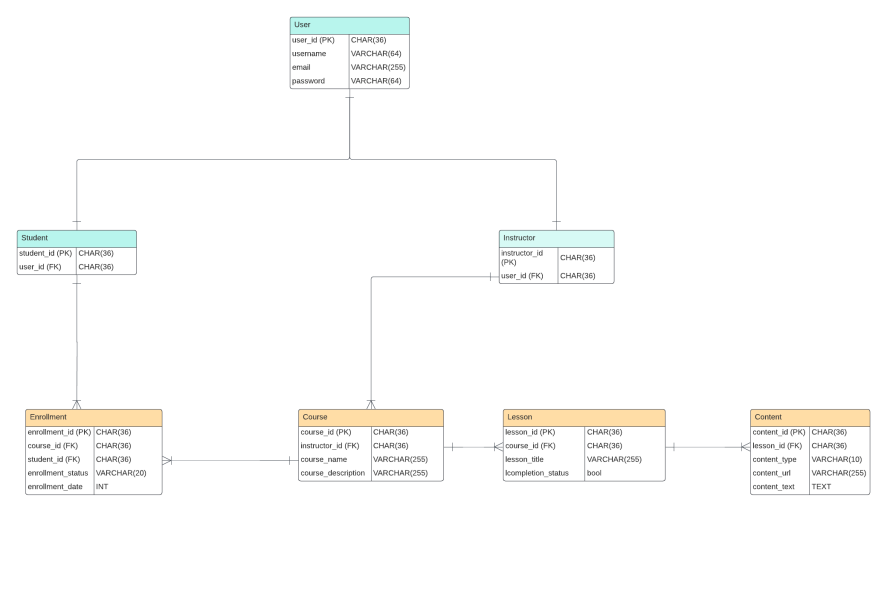 User
user_id (PK) CHAR(36)
username VARCHAR(64)
email VARCHAR(255)
password VARCHAR(64)
Student
student_id (PK) CHAR(36)
user_id (FK) CHAR(36)
Instructor
instructor_id
(PK) CHAR(36)
user_id (FK) CHAR(36)
Enrollment
enrollment_id (PK) CHAR(36)
course_id (FK) CHAR(36)
student_id (FK) CHAR(36)
enrollment_status VARCHAR(20)
enrollment_date INT
Course
course_id (PK) CHAR(36)
instructor_id (FK) CHAR(36)
course_name VARCHAR(255)
course_description VARCHAR(255)
Lesson
lesson_id (PK) CHAR(36)
course_id (FK) CHAR(36)
lesson_title VARCHAR(255)
lcompletion_status bool
Content
content_id (PK) CHAR(36)
lesson_id (FK) CHAR(36)
content_type VARCHAR(10)
content_url VARCHAR(255)
content_text TEXT